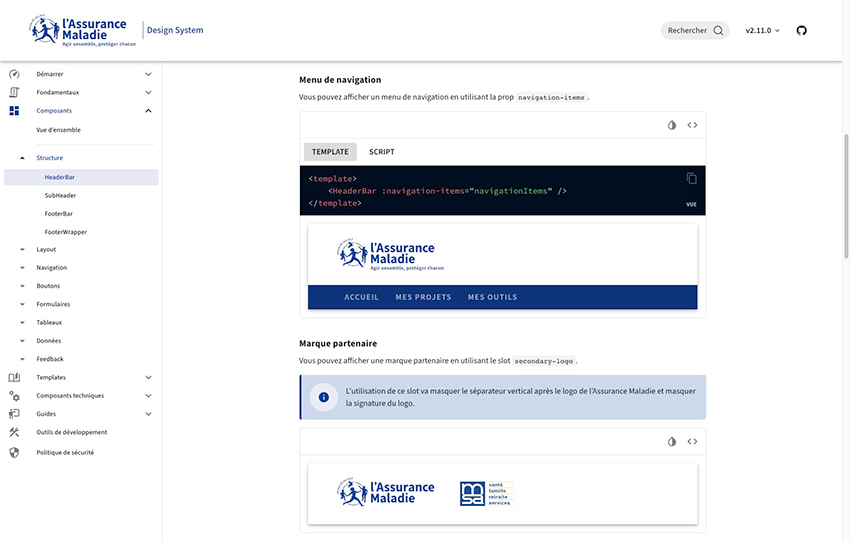 l'Assurance
Maladie
Agir ensemble, protéger chacun
Design System
Rechercher
v2.11.0
Démarrer
Fondamentaux
Composants
Vue d'ensemble
Structure
HeaderBar
SubHeader
FooterBar
FooterWrapper
Layout
Navigation
Boutons
Formulaires
Tableaux
Données
Feedback
Templates
Composants techniques
Guides
Outils de développement
Politique de sécurité
Menu de navigation
Vous pouvez afficher un menu de navigation en utilisant la prop navigation-items.
TEMPLATE SCRIPT
<template>
<HeaderBar :navigation-items="navigationItems" />
</template>
VUE
l'Assurance
Maladie
Agir ensemble, protéger chacun
ACCUEIL MES PROJETS MES OUTILS
Marque partenaire
Vous pouvez afficher une marque partenaire en utilisant le slot secondary-logo.
L'utilisation de ce slot va masquer le séparateur vertical après le logo de l'Assurance Maladie et masquer
la signature du logo.
l'Assurance
Maladie
msa
santé
famille
retraite
services